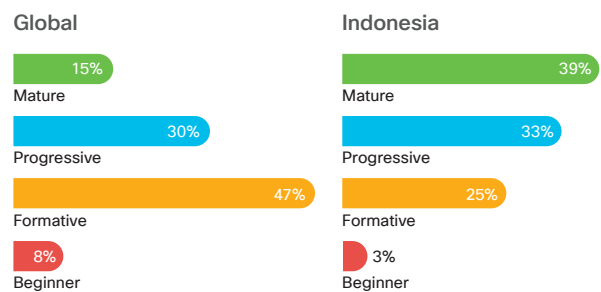 Global
15%
Mature
30%
Progressive
47%
Formative
8%
Beginner
Indonesia
39%
Mature
33%
Progressive
25%
Formative
3%
Beginner